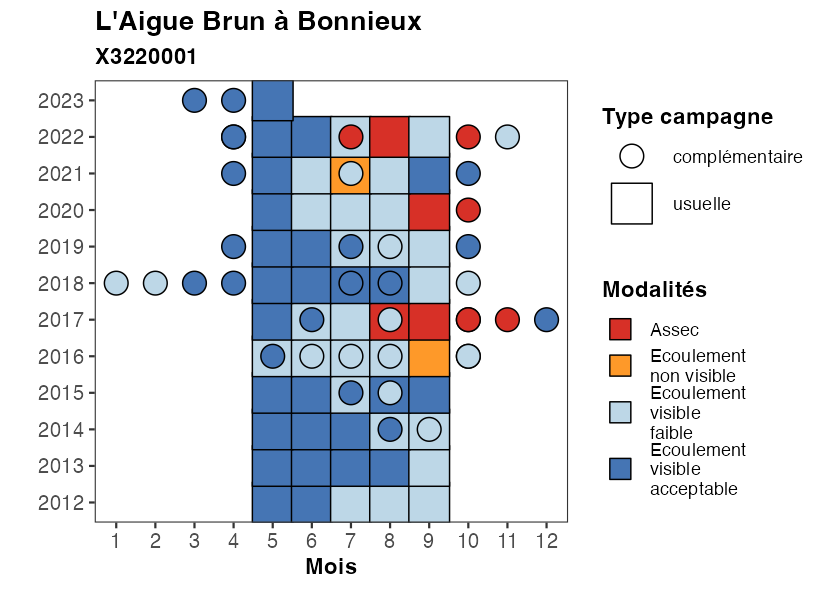 L'Aigue Brun à Bonnieux
X3220001
2023
2022
2021
2020
2019
2018
2017
2016
2015
2014
2013
2012
1 2 3 4 5 6 7 8 9 10 11 12
Mois
Type campagne
complémentaire
usuelle
Modalités
Assec
Ecoulement
non visible
Ecoulement
visible
faible
Ecoulement
visible
acceptable